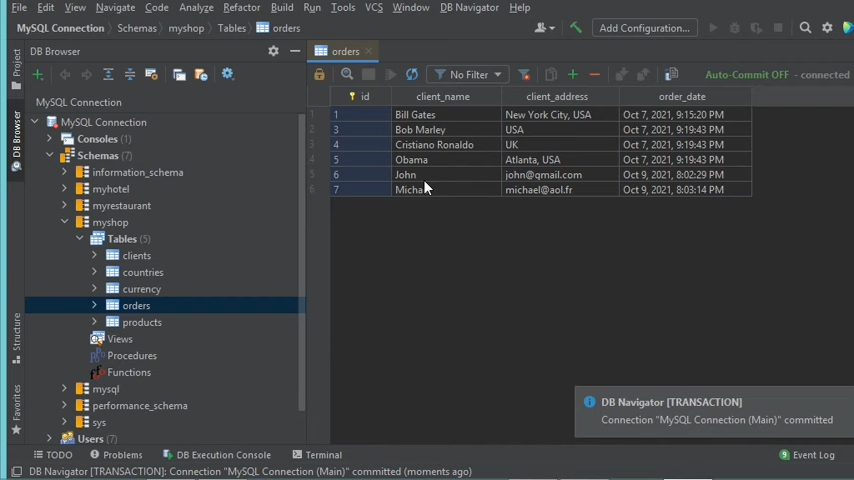 File Edit View Navigate Code Analyze Refactor Build Run Tools VCS Window DB Navigator Help
MySQL Connection Schemas myshop Tables orders Add Configuration...
DB Browser
orders
No Filter
Auto-Commit OFF - connected
MySQL Connection
id client_name client_address order_date
1 1 Bill Gates New York City, USA Oct 7, 2021, 9:15:20 PM
2 3 Bob Marley USA Oct 7, 2021, 9:19:43 PM
3 4 Cristiano Ronaldo UK Oct 7, 2021, 9:19:43 PM
4 5 Obama Atlanta, USA Oct 7, 2021, 9:19:43 PM
5 6 John john@gmail.com Oct 9, 2021, 8:02:29 PM
6 7 michael@aol.fr Oct 9, 2021, 8:03:14 PM
MySQL Connection
Consoles (1)
Schemas (7)
information_schema
myhotel
myrestaurant
myshop
Tables (5)
clients
countries
currency
orders
products
Views
Procedures
Functions
mysql
performance_schema
sys
Users (7)
Project
DB Browser
Structure
Favorites
DB Navigator [TRANSACTION]
Connection "MySQL Connection (Main)" committed
TODO Problems DB Execution Console Terminal 9 Event Log
DB Navigator [TRANSACTION]: Connection "MySQL Connection (Main)" committed (moments ago)